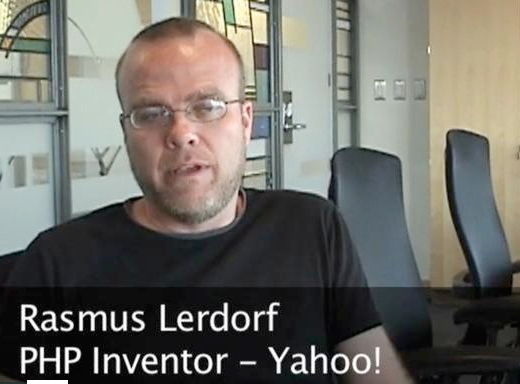 Rasmus Lerdorf
PHP Inventor – Yahoo!